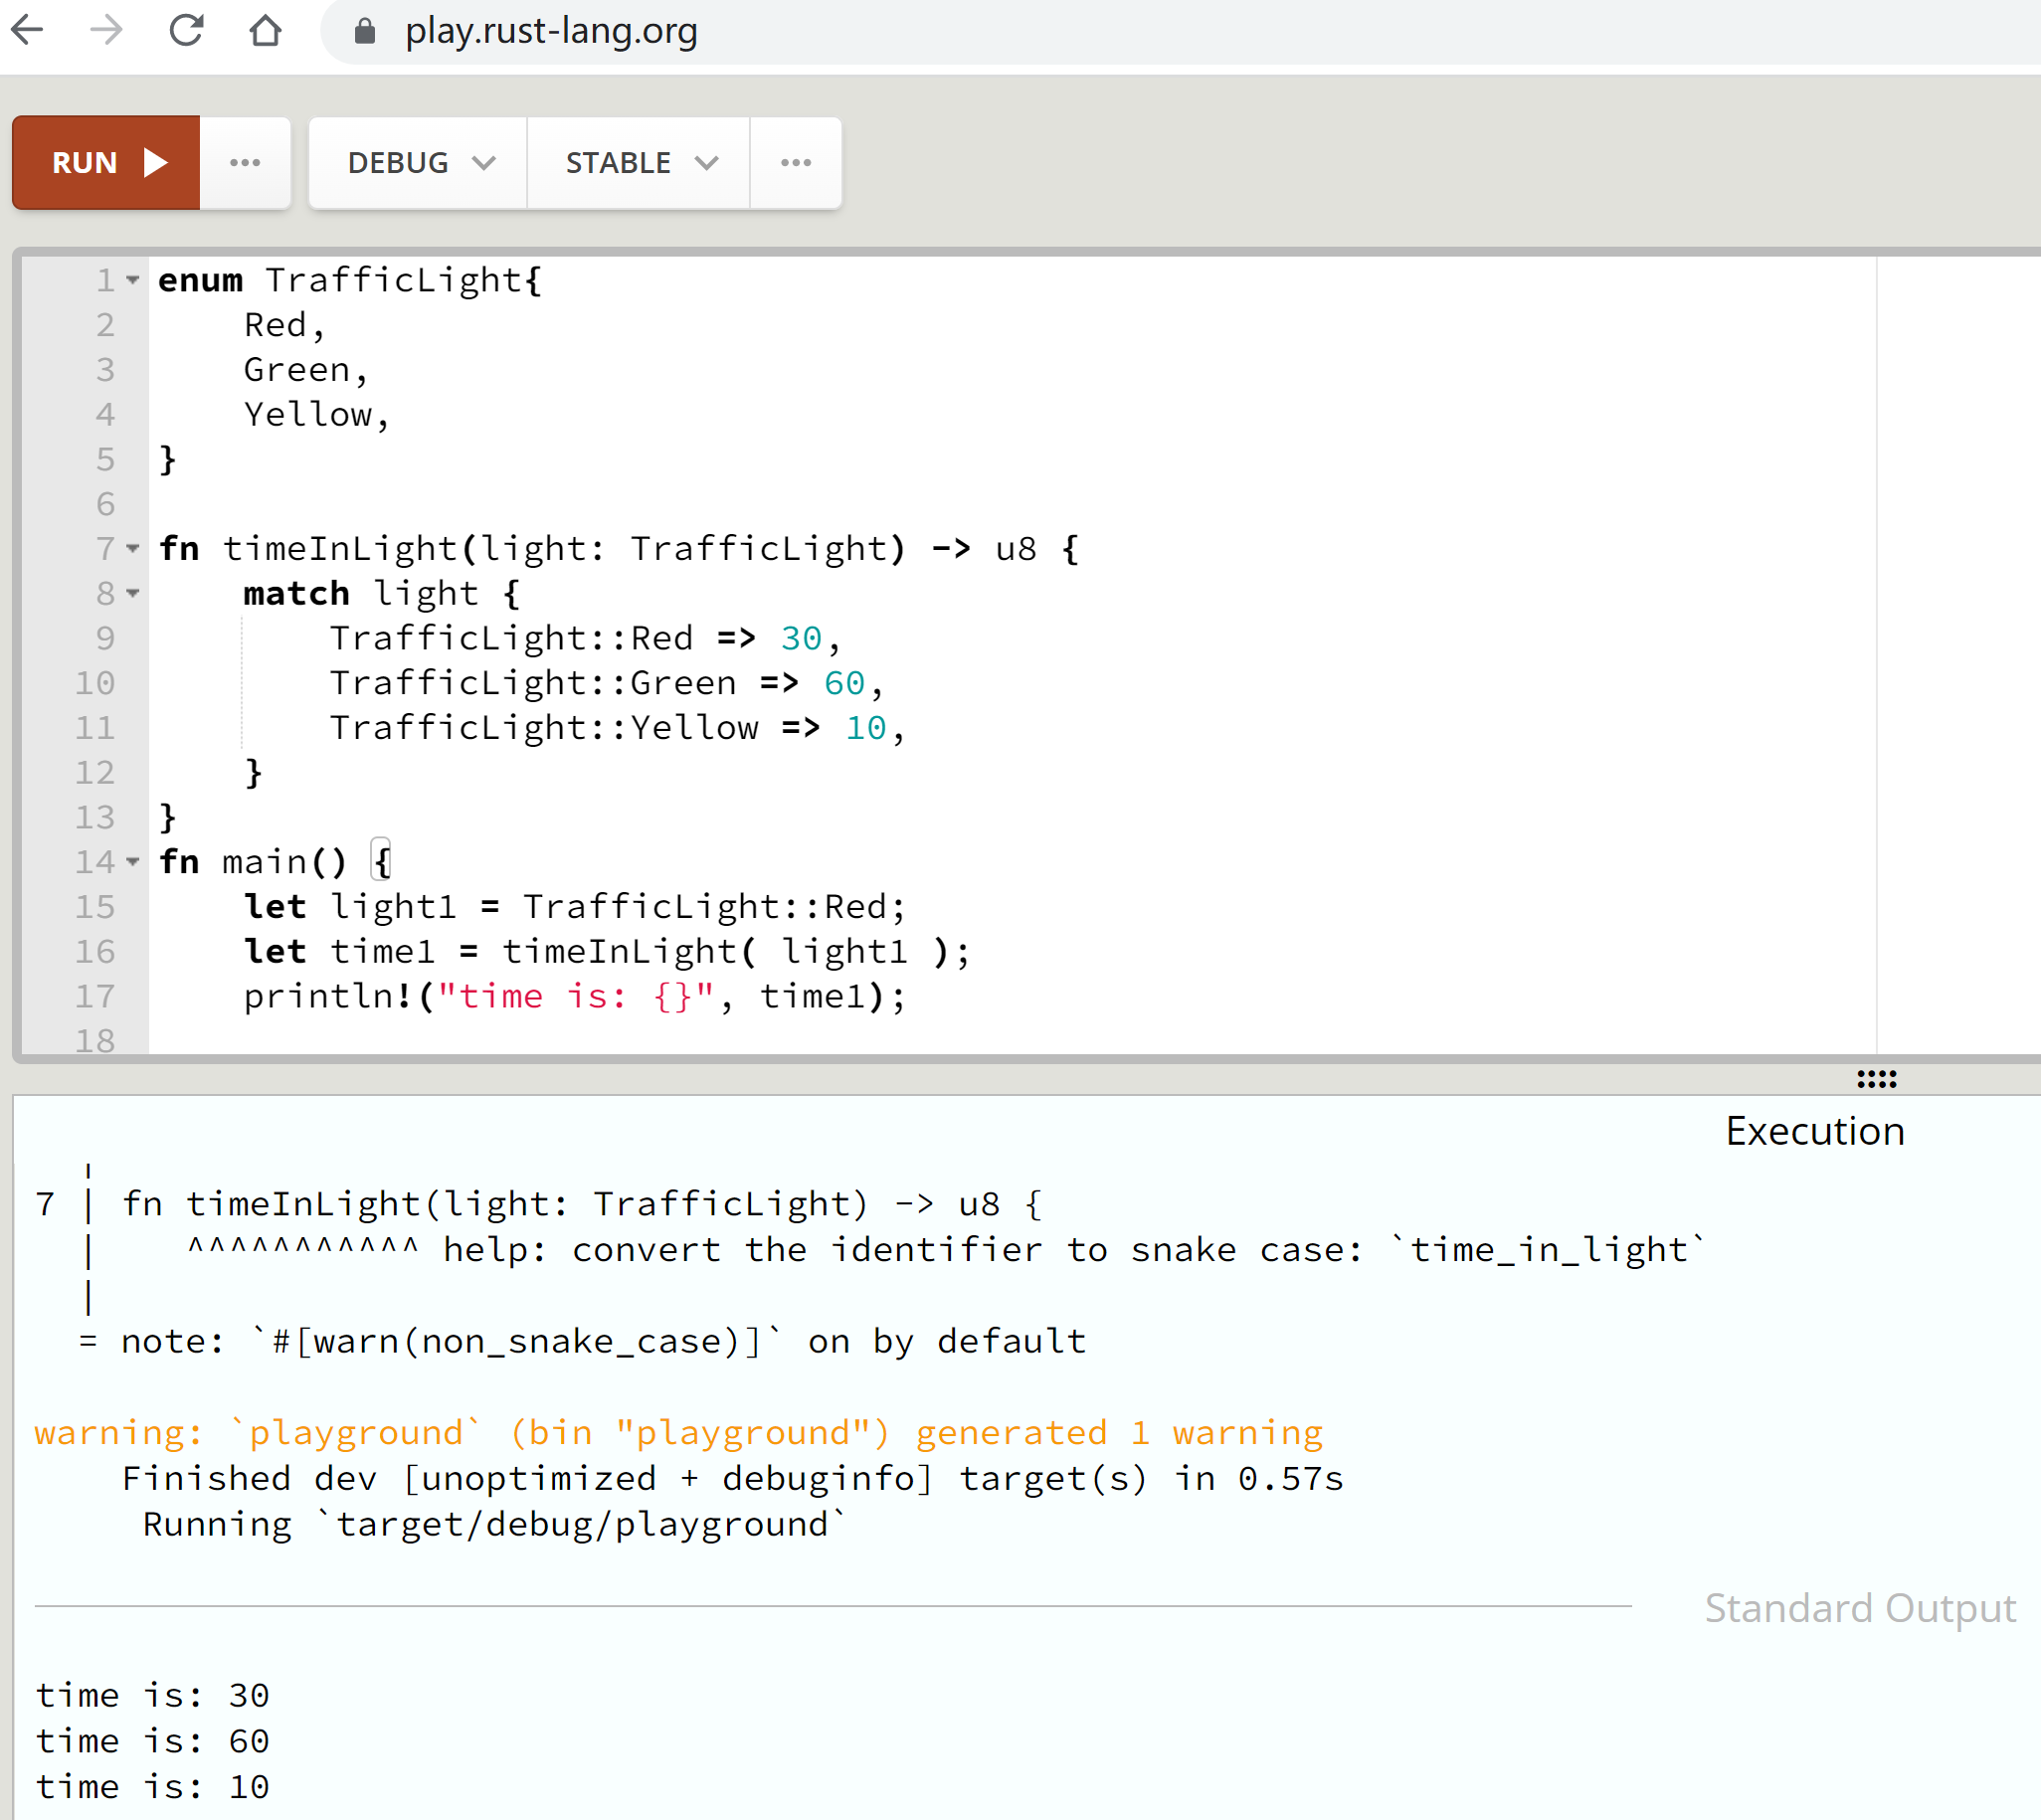 play.rust-lang.org
RUN ... DEBUG STABLE ...
1 enum TrafficLight{
2     Red,
3     Green,
4     Yellow,
5 }
6
7 fn timeInLight(light: TrafficLight) -> u8 {
8     match light {
9         TrafficLight::Red => 30,
10         TrafficLight::Green => 60,
11         TrafficLight::Yellow => 10,
12     }
13 }
14 fn main() {
15     let light1 = TrafficLight::Red;
16     let time1 = timeInLight( light1 );
17     println!("time is: {}", time1);
18
Execution
  |
7 | fn timeInLight(light: TrafficLight) -> u8 {
  |    ^^^^^^^^^^^ help: convert the identifier to snake case: `time_in_light`
  |
  = note: `#[warn(non_snake_case)]` on by default
warning: `playground` (bin "playground") generated 1 warning
    Finished dev [unoptimized + debuginfo] target(s) in 0.57s
     Running `target/debug/playground`
Standard Output
time is: 30
time is: 60
time is: 10